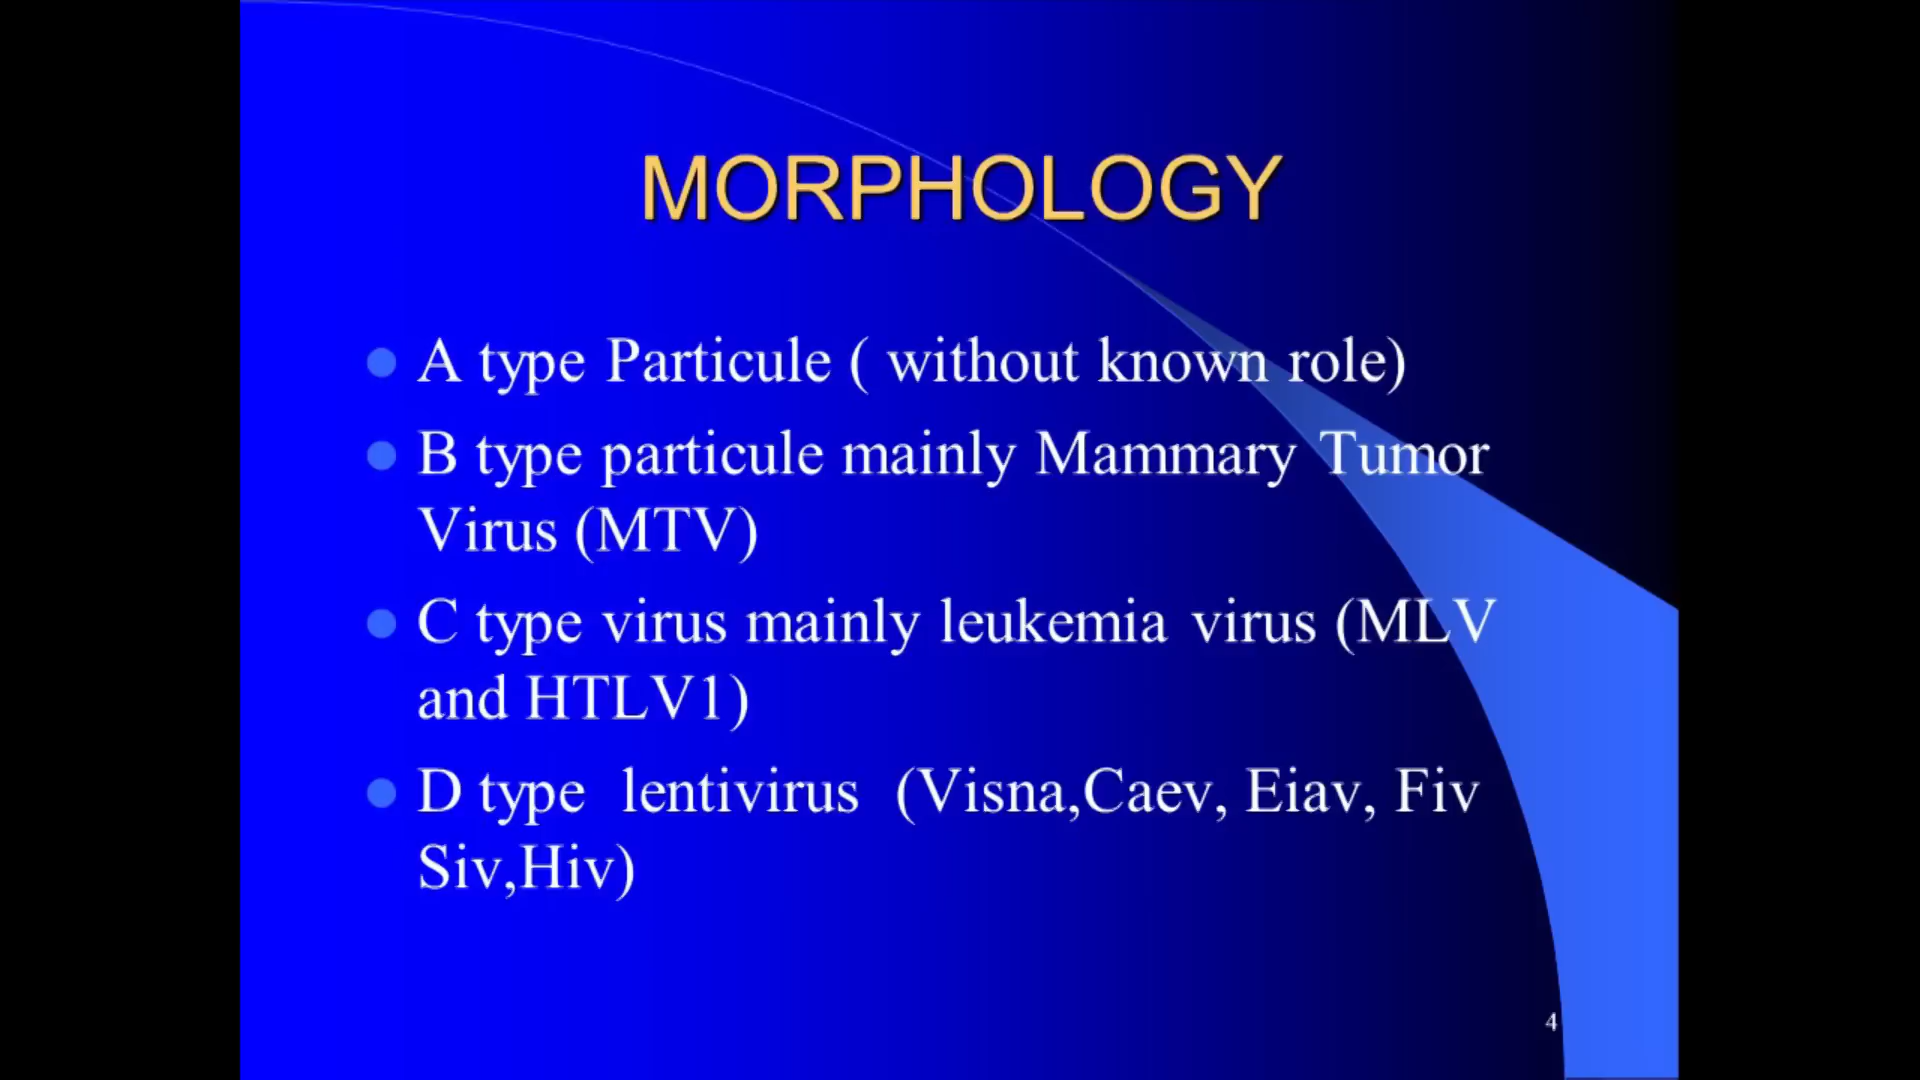 MORPHOLOGY
A type Particule ( without known role)
B type particule mainly Mammary Tumor
Virus (MTV)
C type virus mainly leukemia virus (MLV
and HTLV1)
D type lentivirus (Visna,Caev, Eiav, Fiv
Siv,Hiv)
4